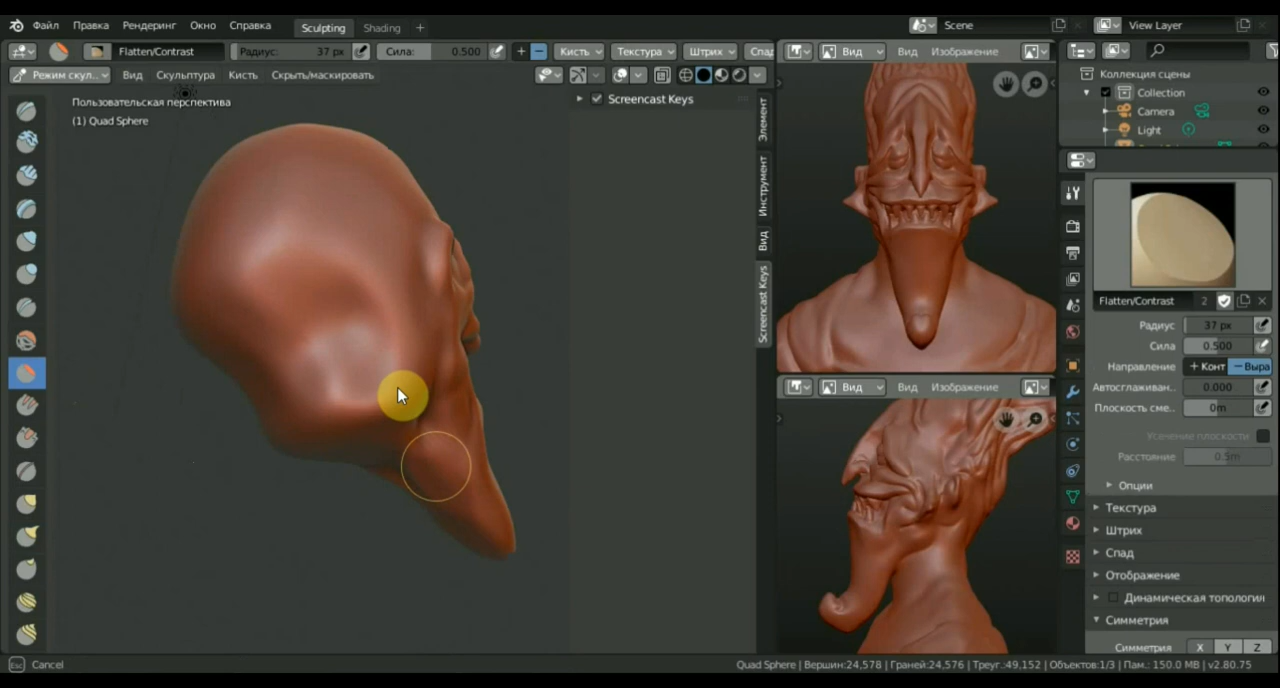 Файл Правка Рендеринг Окно Справка Sculpting Shading + Scene View Layer
Flatten/Contrast Радиус: 37 px Сила: 0.500 + − Кисть Текстура Штрих Спад Вид Вид Изображение
Режим скул.. Вид Скульптура Кисть Скрыть/маскировать
Пользовательская перспектива
(1) Quad Sphere
Screencast Keys
Элемент
Инструмент
Вид
Screencast Keys
Вид Вид Изображение
Коллекция сцены
Collection
Camera
Light
Flatten/Contrast 2
Радиус 37 px
Сила 0.500
Направление + Конт − Выра
Автосглаживан.. 0.000
Плоскость сме.. 0m
Усечение плоскости
Расстояние 0.5m
Опции
Текстура
Штрих
Спад
Отображение
Динамическая топология
Симметрия
Симметрия X Y Z
Esc Cancel
Quad Sphere | Вершин:24,578 | Граней:24,576 | Треуг.:49,152 | Объектов:1/3 | Пам.: 150.0 MB | v2.80.75